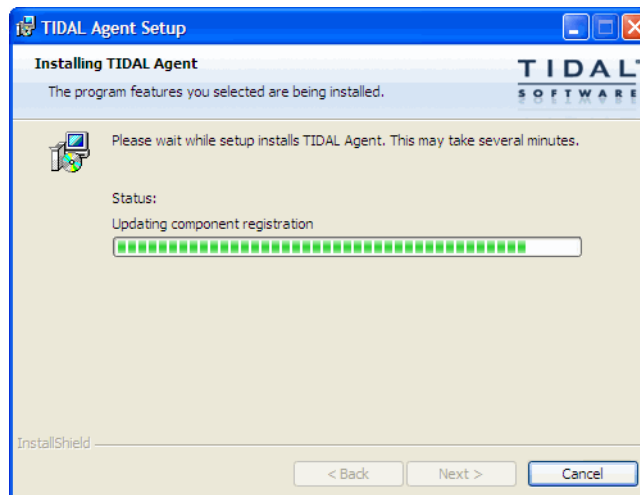 TIDAL Agent Setup
Installing TIDAL Agent
The program features you selected are being installed.
TIDAL
SOFTWARE
Please wait while setup installs TIDAL Agent. This may take several minutes.
Status:
Updating component registration
InstallShield
< Back
Next >
Cancel